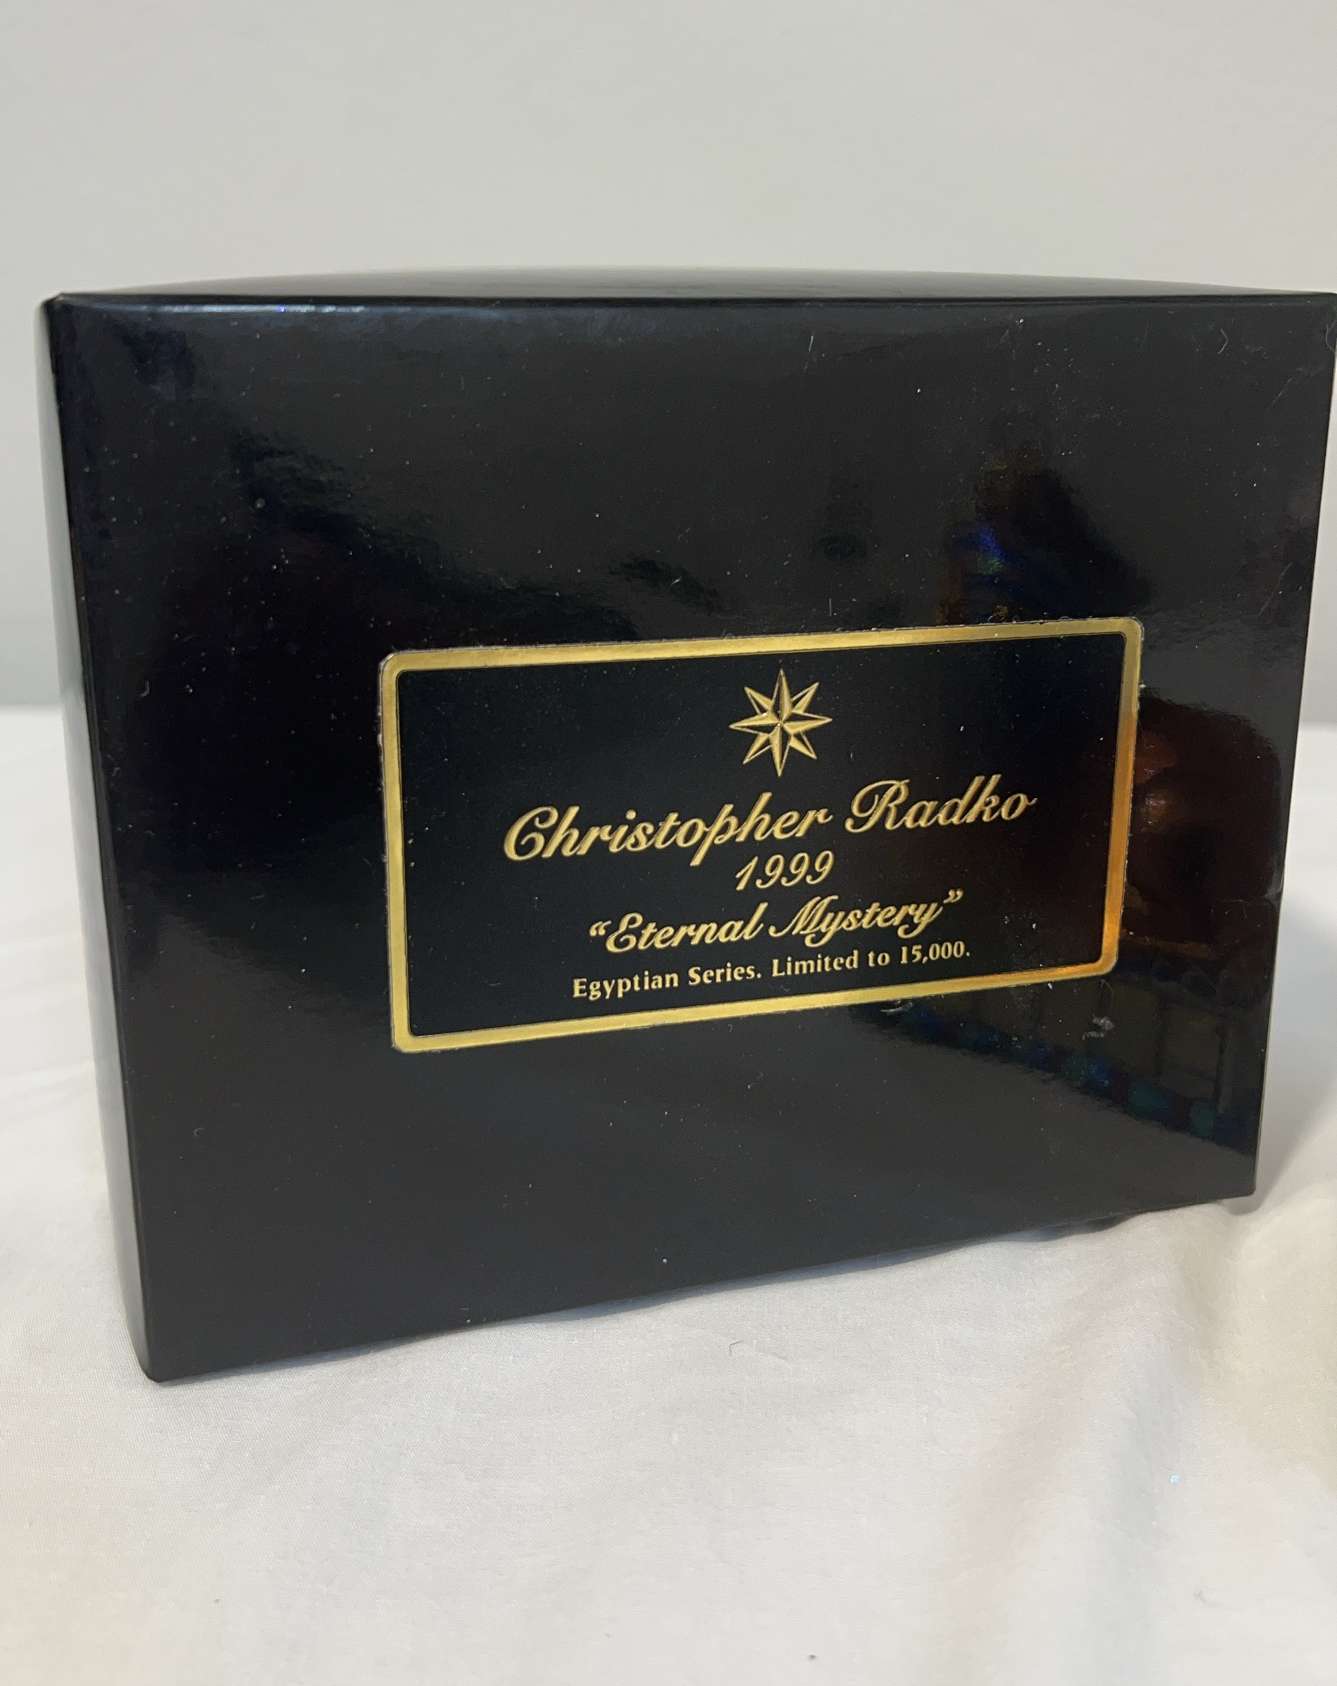 Christopher Radko
1999
“Eternal Mystery”
Egyptian Series. Limited to 15,000.